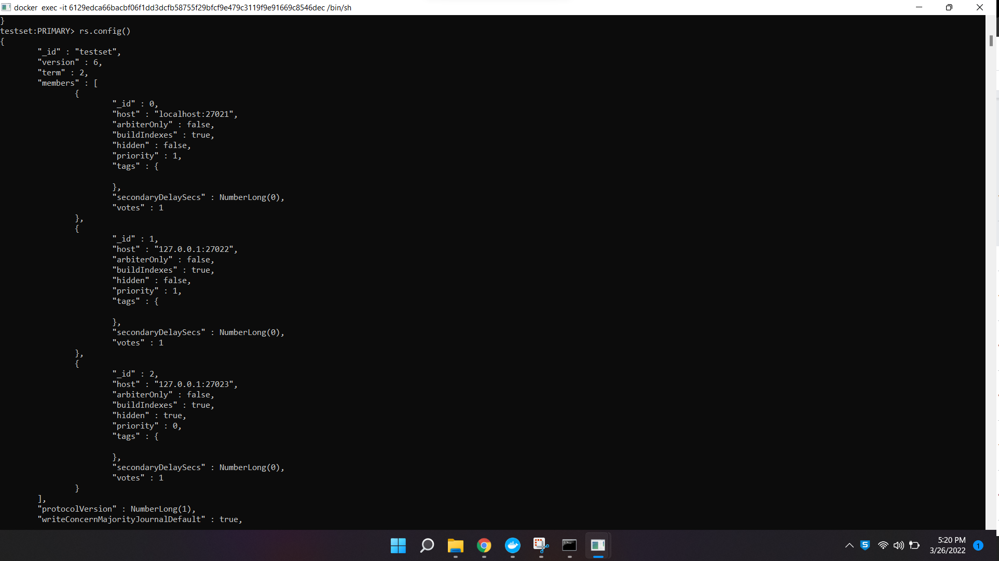 docker  exec -it 6129edca66bacbf06f1dd3dcfb58755f29bfcf9e479c3119f9e91669c8546dec /bin/sh
}
testset:PRIMARY> rs.config()
{
        "_id" : "testset",
        "version" : 6,
        "term" : 2,
        "members" : [
                {
                        "_id" : 0,
                        "host" : "localhost:27021",
                        "arbiterOnly" : false,
                        "buildIndexes" : true,
                        "hidden" : false,
                        "priority" : 1,
                        "tags" : {

                        },
                        "secondaryDelaySecs" : NumberLong(0),
                        "votes" : 1
                },
                {
                        "_id" : 1,
                        "host" : "127.0.0.1:27022",
                        "arbiterOnly" : false,
                        "buildIndexes" : true,
                        "hidden" : false,
                        "priority" : 1,
                        "tags" : {

                        },
                        "secondaryDelaySecs" : NumberLong(0),
                        "votes" : 1
                },
                {
                        "_id" : 2,
                        "host" : "127.0.0.1:27023",
                        "arbiterOnly" : false,
                        "buildIndexes" : true,
                        "hidden" : true,
                        "priority" : 0,
                        "tags" : {

                        },
                        "secondaryDelaySecs" : NumberLong(0),
                        "votes" : 1
                }
        ],
        "protocolVersion" : NumberLong(1),
        "writeConcernMajorityJournalDefault" : true,
S
5:20 PM
3/26/2022
1